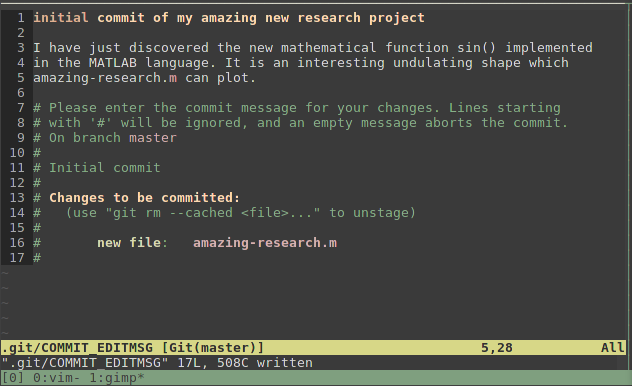 1 initial commit of my amazing new research project
2
3 I have just discovered the new mathematical function sin() implemented
4 in the MATLAB language. It is an interesting undulating shape which
5 amazing-research.m can plot.
6
7 # Please enter the commit message for your changes. Lines starting
8 # with '#' will be ignored, and an empty message aborts the commit.
9 # On branch master
10 #
11 # Initial commit
12 #
13 # Changes to be committed:
14 #   (use "git rm --cached <file>..." to unstage)
15 #
16 #       new file:   amazing-research.m
17 #
~
~
~
~
~
.git/COMMIT_EDITMSG [Git(master)] 5,28 All
".git/COMMIT_EDITMSG" 17L, 508C written
[0] 0:vim- 1:gimp*